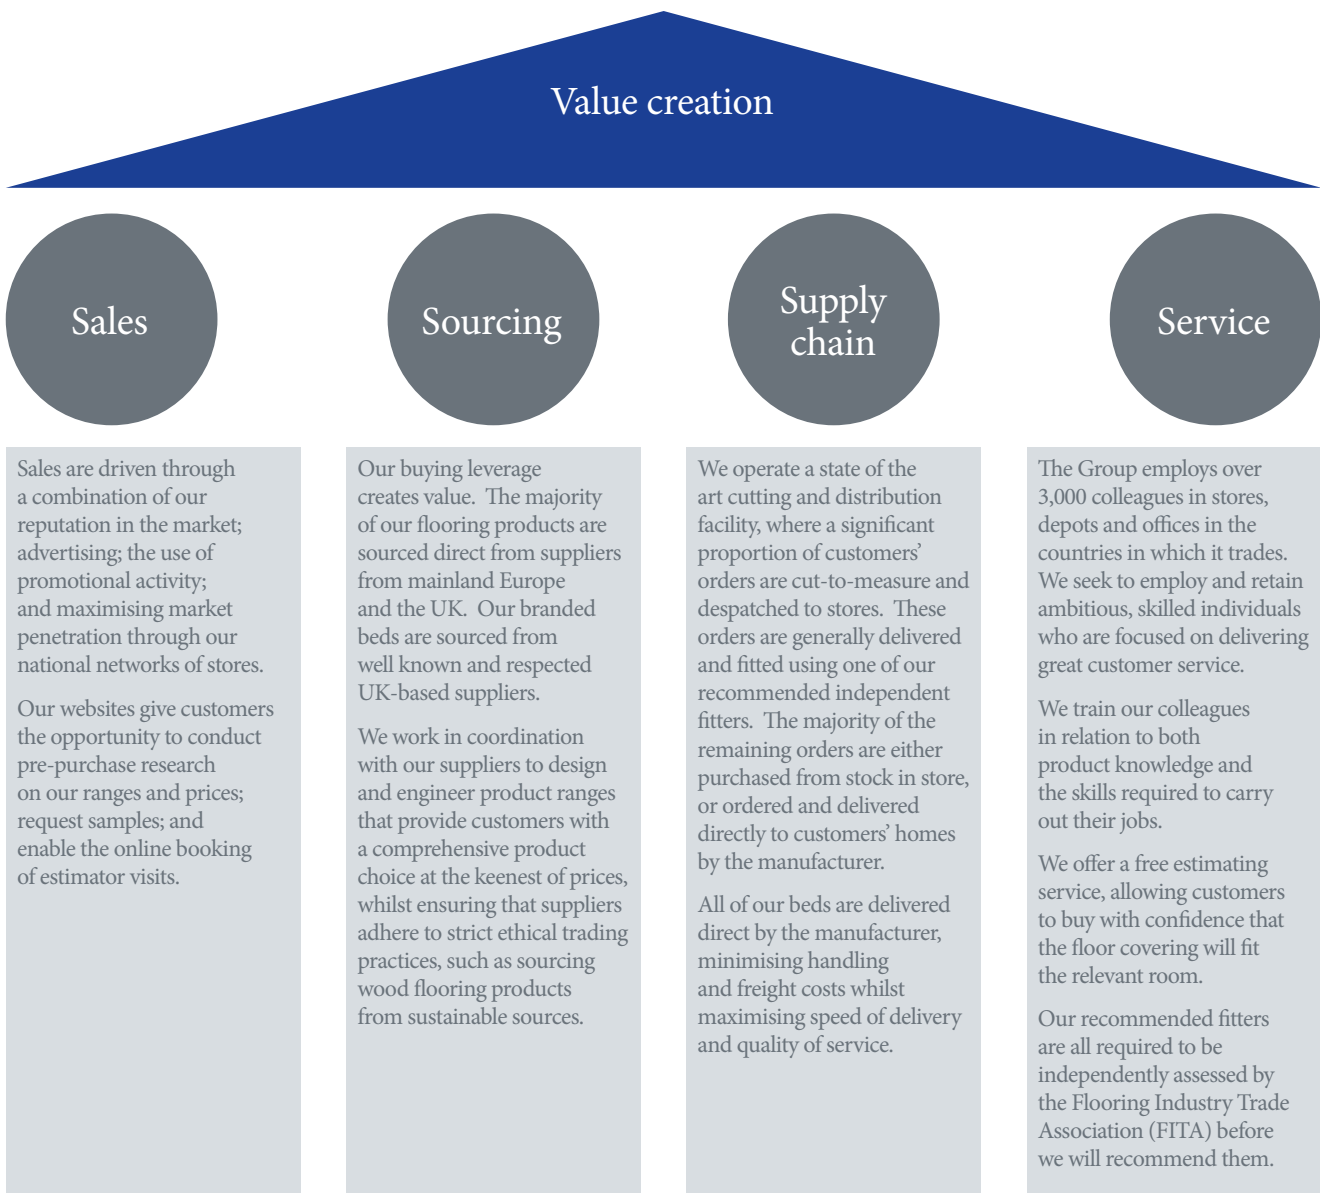 Value creation
Sales
Sourcing
Supply
chain
Service
Sales are driven through
a combination of our
reputation in the market;
advertising; the use of
promotional activity;
and maximising market
penetration through our
national networks of stores.
Our websites give customers
the opportunity to conduct
pre-purchase research
on our ranges and prices;
request samples; and
enable the online booking
of estimator visits.
Our buying leverage
creates value.  The majority
of our flooring products are
sourced direct from suppliers
from mainland Europe
and the UK.  Our branded
beds are sourced from
well known and respected
UK-based suppliers.
We work in coordination
with our suppliers to design
and engineer product ranges
that provide customers with
a comprehensive product
choice at the keenest of prices,
whilst ensuring that suppliers
adhere to strict ethical trading
practices, such as sourcing
wood flooring products
from sustainable sources.
We operate a state of the
art cutting and distribution
facility, where a significant
proportion of customers’
orders are cut-to-measure and
despatched to stores.  These
orders are generally delivered
and fitted using one of our
recommended independent
fitters.  The majority of the
remaining orders are either
purchased from stock in store,
or ordered and delivered
directly to customers’ homes
by the manufacturer.
All of our beds are delivered
direct by the manufacturer,
minimising handling
and freight costs whilst
maximising speed of delivery
and quality of service.
The Group employs over
3,000 colleagues in stores,
depots and offices in the
countries in which it trades.
We seek to employ and retain
ambitious, skilled individuals
who are focused on delivering
great customer service.
We train our colleagues
in relation to both
product knowledge and
the skills required to carry
out their jobs.
We offer a free estimating
service, allowing customers
to buy with confidence that
the floor covering will fit
the relevant room.
Our recommended fitters
are all required to be
independently assessed by
the Flooring Industry Trade
Association (FITA) before
we will recommend them.